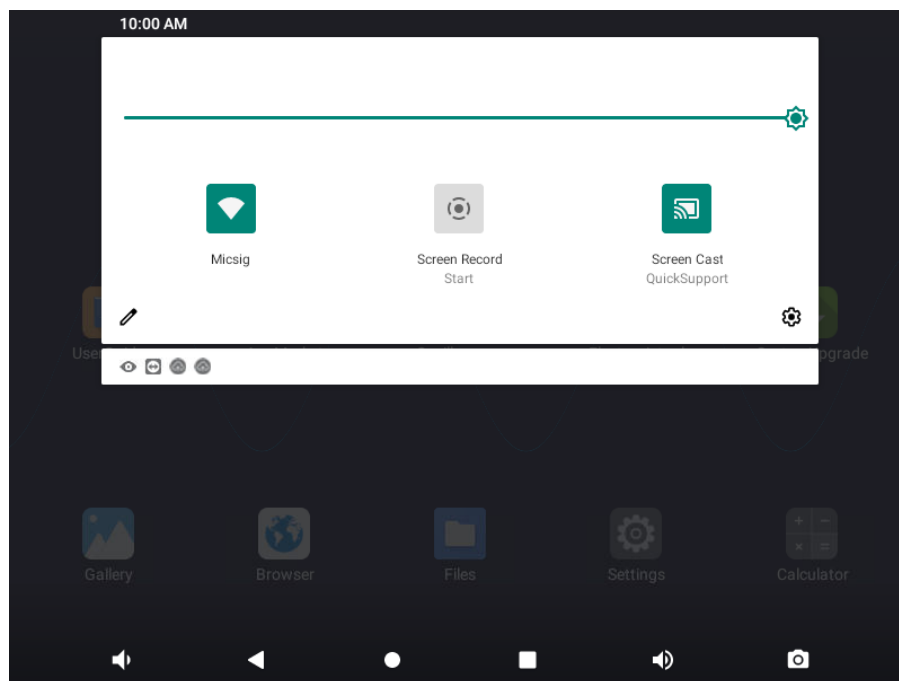 10:00 AM
Micsig
Screen Record
Start
Screen Cast
QuickSupport
Gallery
Browser
Files
Settings
Calculator